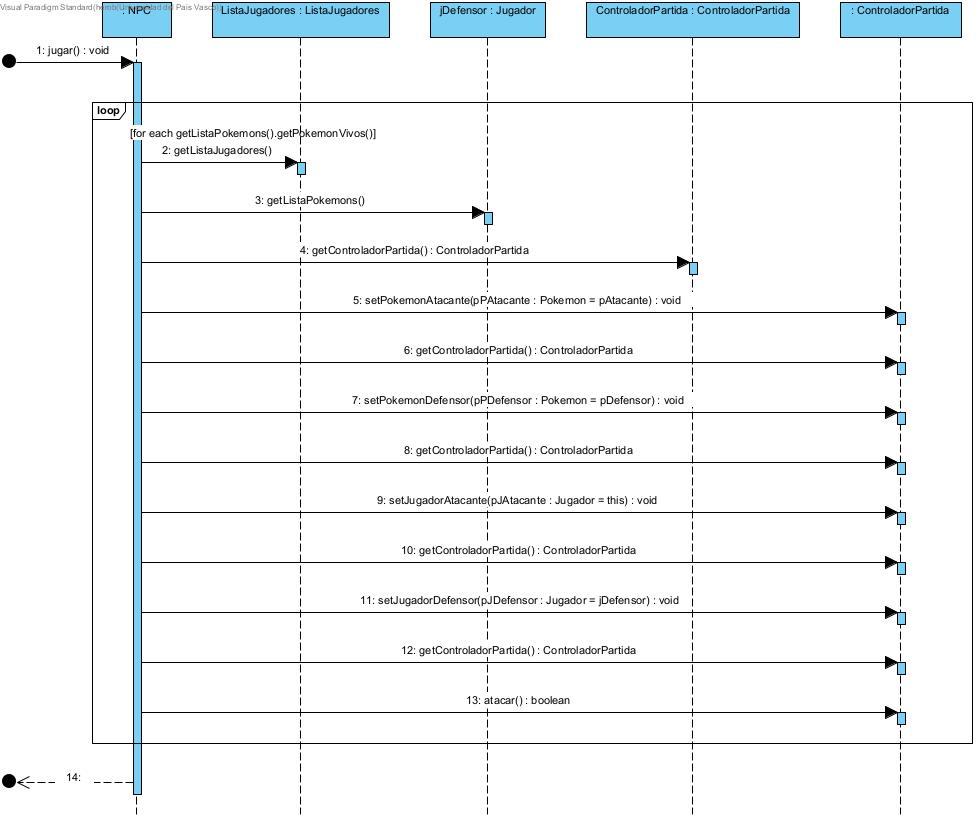 Visual Paradigm Standard(
: NPC
ListaJugadores : ListaJugadores
jDefensor : Jugador
ControladorPartida : ControladorPartida
: ControladorPartida
1: jugar() : void
loop
[for each getListaPokemons().getPokemonVivos()]
2: getListaJugadores()
3: getListaPokemons()
4: getControladorPartida() : ControladorPartida
5: setPokemonAtacante(pPAtacante : Pokemon = pAtacante) : void
6: getControladorPartida() : ControladorPartida
7: setPokemonDefensor(pPDefensor : Pokemon = pDefensor) : void
8: getControladorPartida() : ControladorPartida
9: setJugadorAtacante(pJAtacante : Jugador = this) : void
10: getControladorPartida() : ControladorPartida
11: setJugadorDefensor(pJDefensor : Jugador = jDefensor) : void
12: getControladorPartida() : ControladorPartida
13: atacar() : boolean
14: